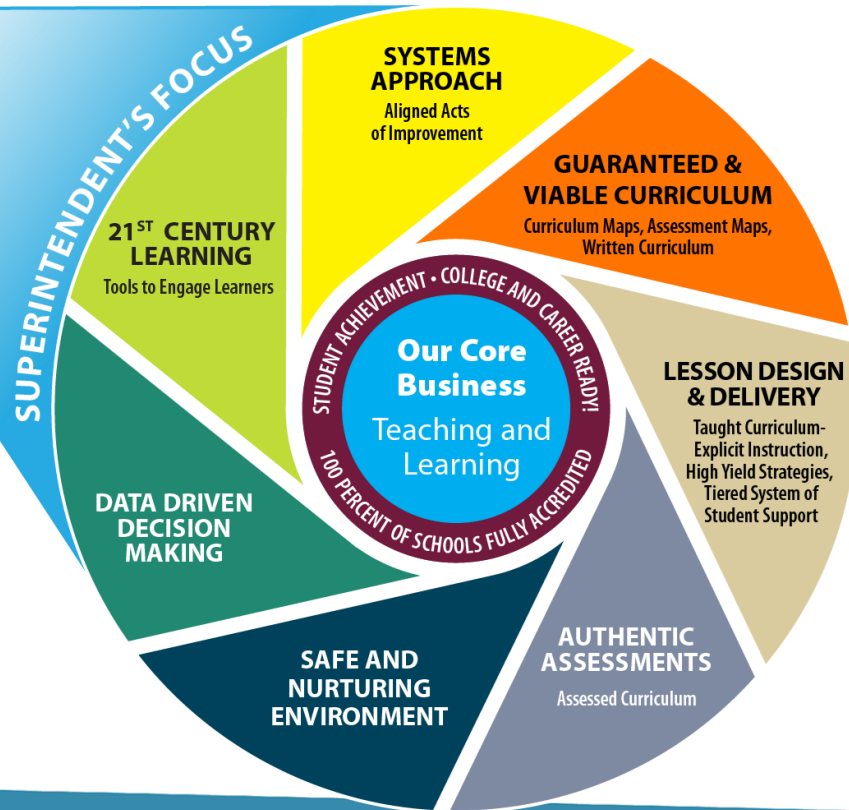 SUPERINTENDENT'S FOCUS
SYSTEMS
APPROACH
Aligned Acts
of Improvement
GUARANTEED &
VIABLE CURRICULUM
Curriculum Maps, Assessment Maps,
Written Curriculum
LESSON DESIGN
& DELIVERY
Taught Curriculum-
Explicit Instruction,
High Yield Strategies,
Tiered System of
Student Support
AUTHENTIC
ASSESSMENTS
Assessed Curriculum
SAFE AND
NURTURING
ENVIRONMENT
DATA DRIVEN
DECISION
MAKING
21ST CENTURY
LEARNING
Tools to Engage Learners
STUDENT ACHIEVEMENT • COLLEGE AND CAREER READY!
100 PERCENT OF SCHOOLS FULLY ACCREDITED
Our Core
Business
Teaching and
Learning